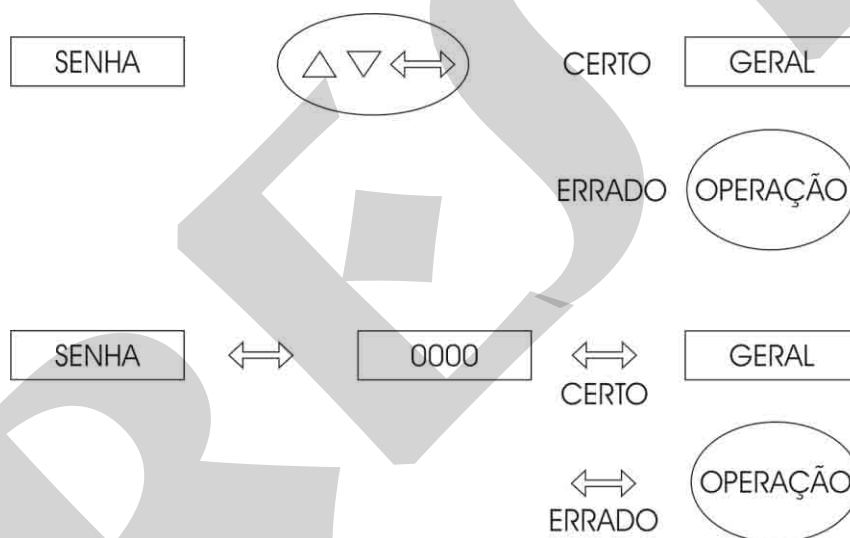 SENHA CERTO GERAL
ERRADO OPERAÇÃO
SENHA 0000 GERAL
CERTO
OPERAÇÃO
ERRADO